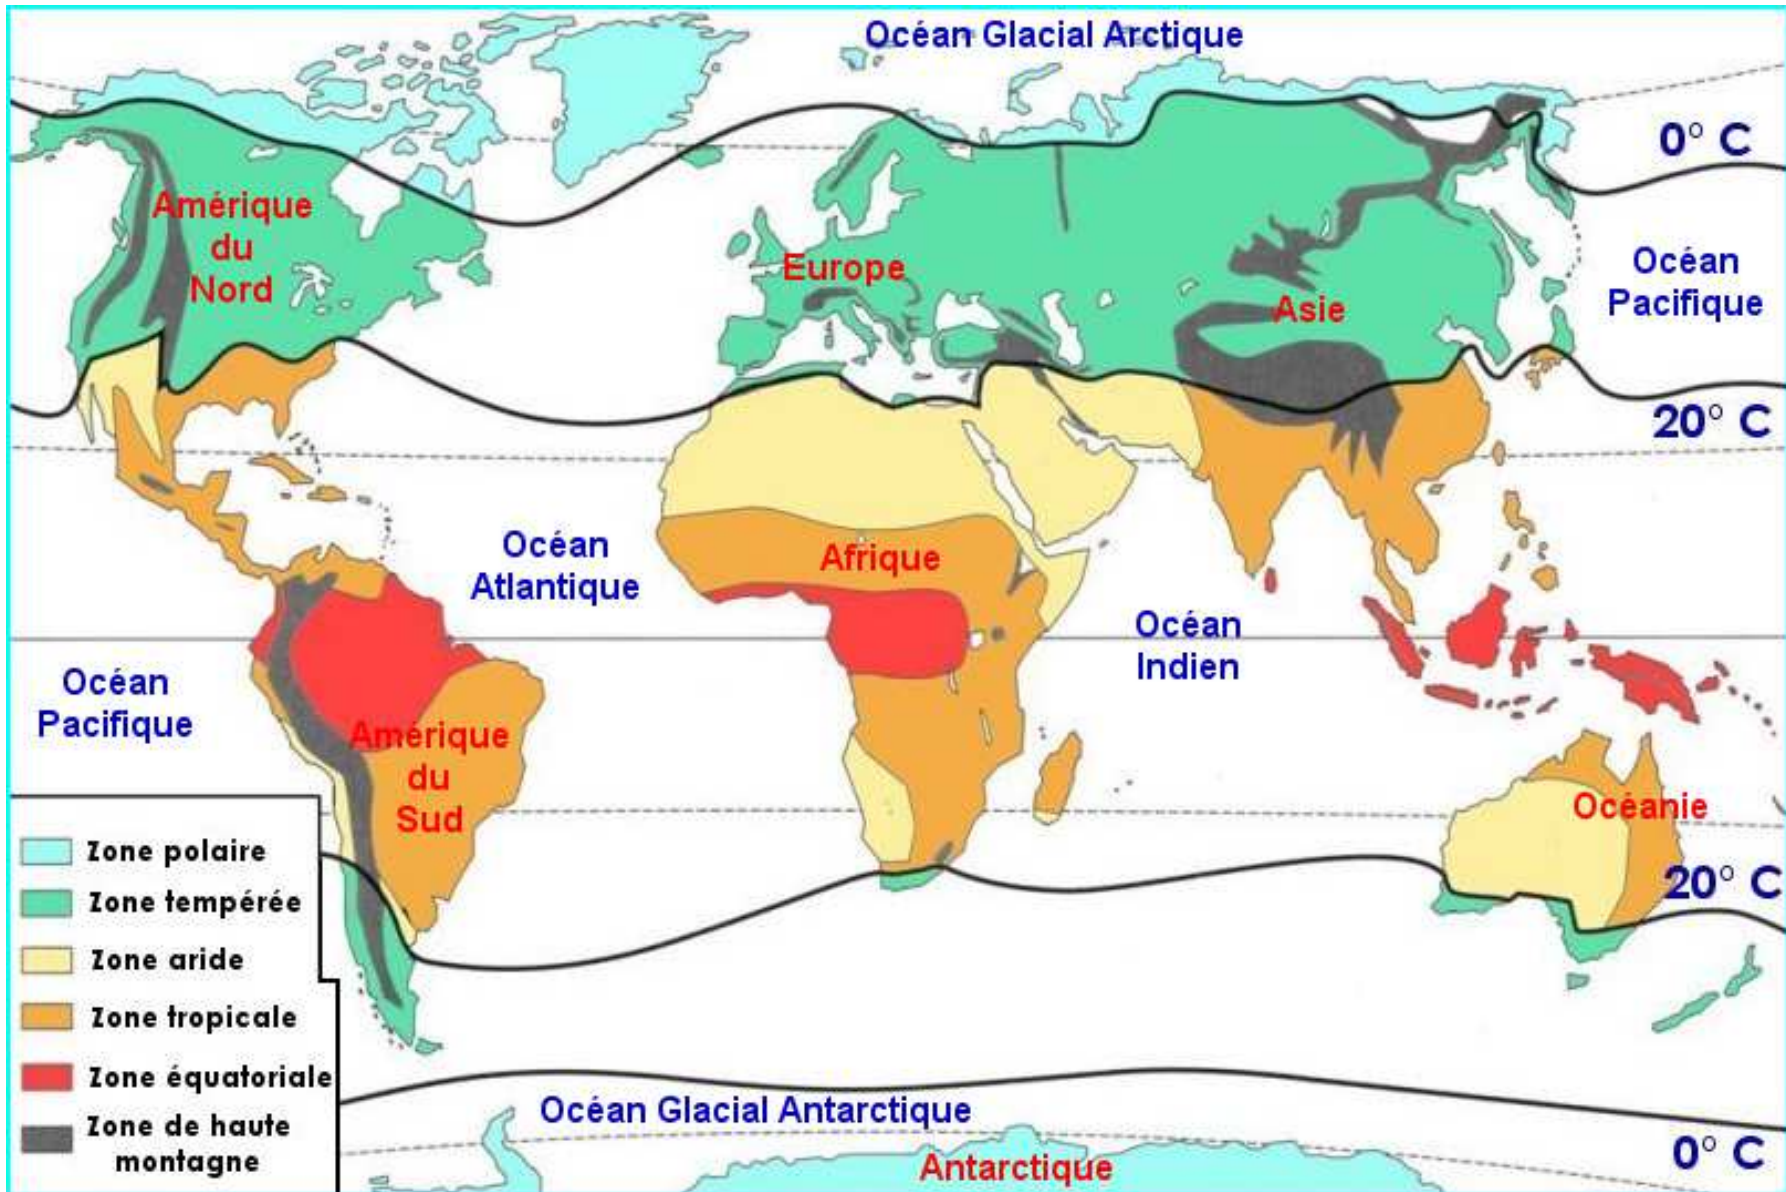 Océan Glacial Arctique
0° C
Amérique
du
Nord
Europe
Asie
Océan
Pacifique
20° C
Océan
Atlantique
Afrique
Océan
Indien
Océan
Pacifique
Amérique
du
Sud
Océanie
20° C
Zone polaire
Zone tempérée
Zone aride
Zone tropicale
Zone équatoriale
Zone de haute
montagne
Océan Glacial Antarctique
0° C
Antarctique